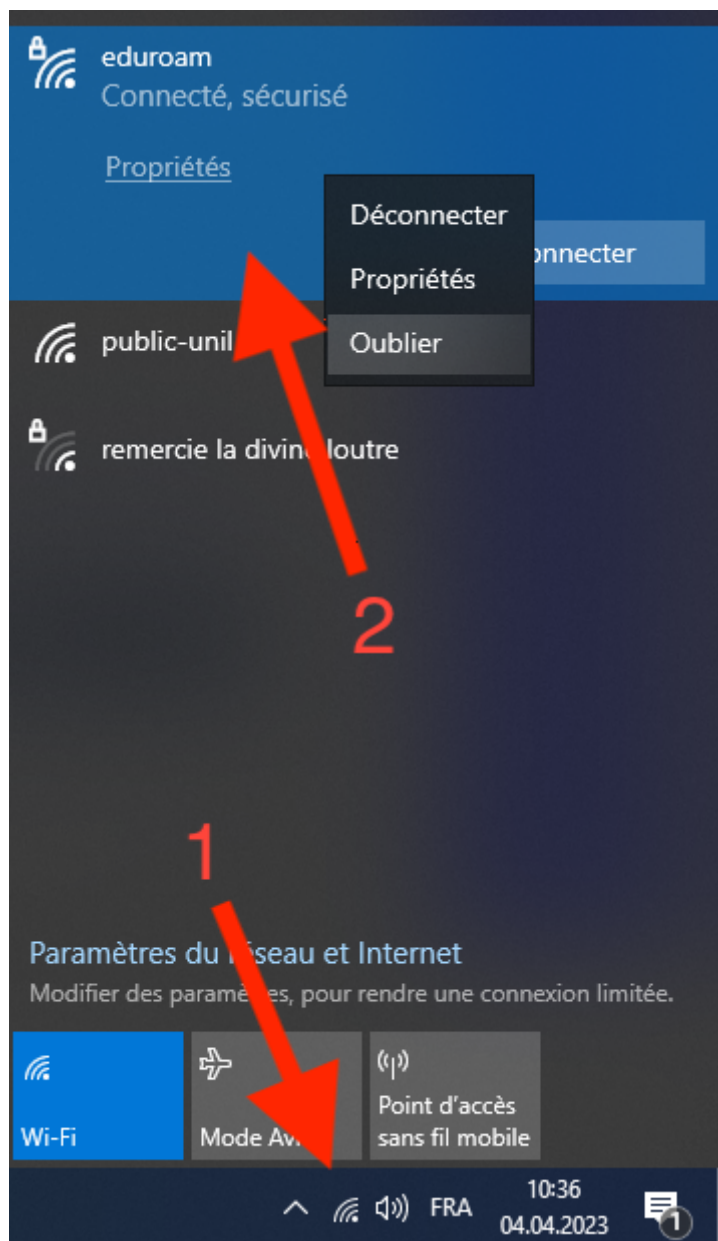 eduroam
Connecté, sécurisé
Propriétés
Déconnecter
Propriétés
Oublier
onnecter
public-unil
remercie la divine loutre
2
1
Paramètres du réseau et Internet
Modifier des paramètres, pour rendre une connexion limitée.
Wi-Fi
Mode Av
Point d'accès
sans fil mobile
FRA
10:36
04.04.2023
1